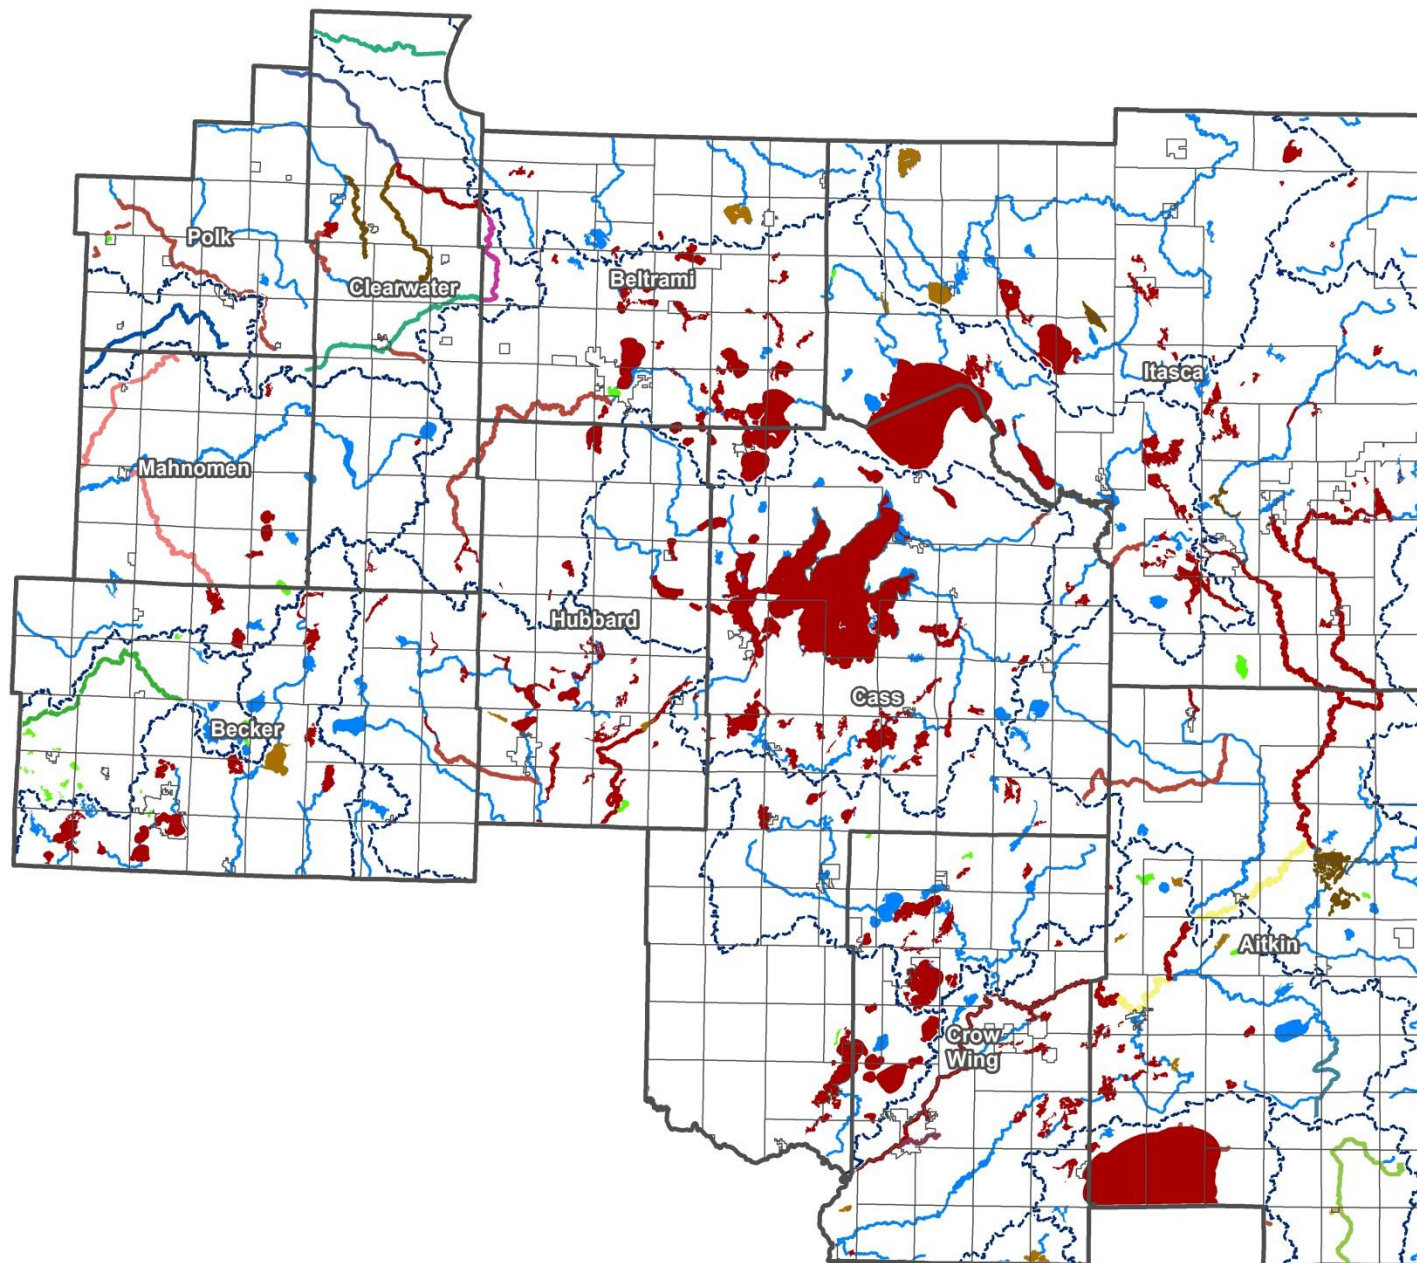 Polk
Clearwater
Beltrami
Itasca
Mahnomen
Hubbard
Cass
Becker
Aitkin
Crow
Wing